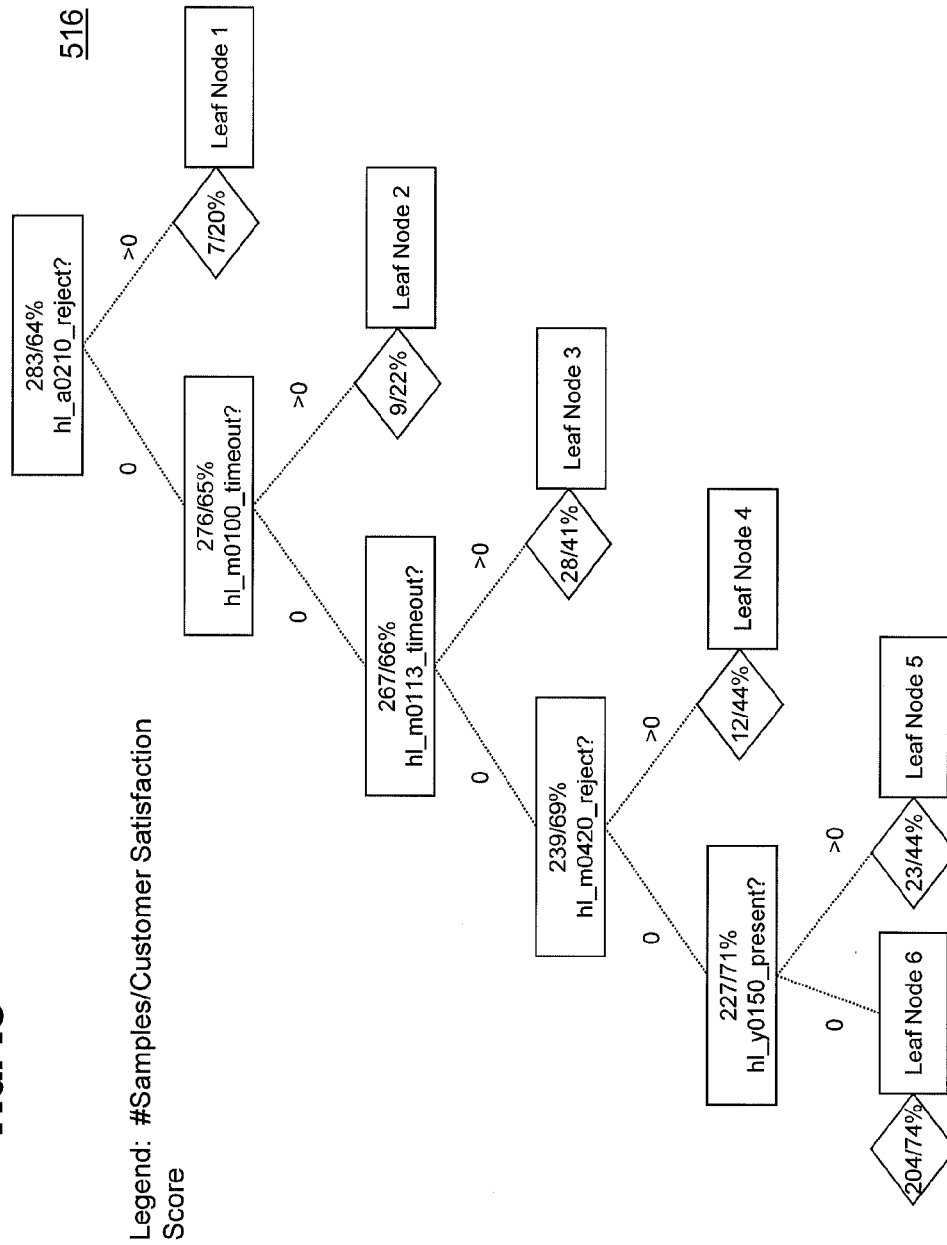 516
Legend: #Samples/Customer Satisfaction
Score
283/64%
hl_a0210_reject?
0
>0
7/20%
Leaf Node 1
276/65%
hl_m0100_timeout?
0
>0
9/22%
Leaf Node 2
267/66%
hl_m0113_timeout?
0
>0
28/41%
Leaf Node 3
239/69%
hl_m0420_reject?
0
>0
12/44%
Leaf Node 4
227/71%
hl_y0150_present?
0
>0
204/74%
Leaf Node 6
23/44%
Leaf Node 5